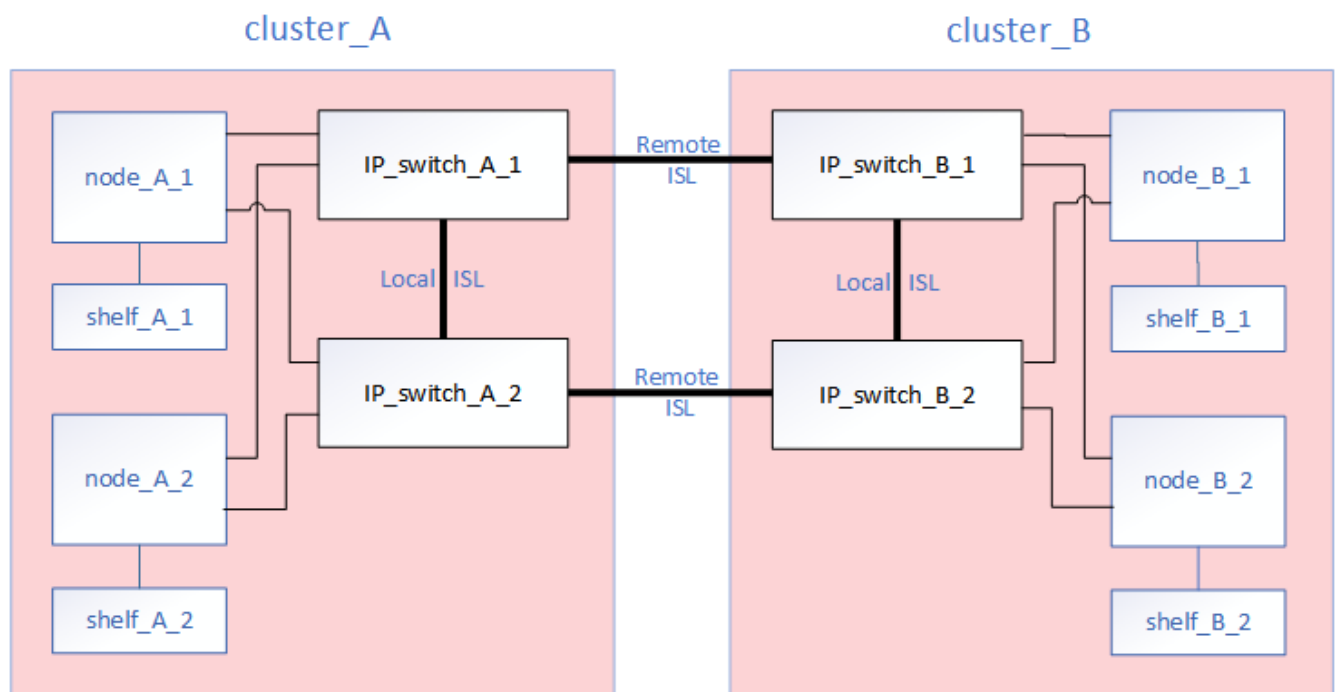 cluster_A
cluster_B
node_A_1
IP_switch_A_1
Remote
ISL
IP_switch_B_1
node_B_1
shelf_A_1
Local ISL
Local ISL
shelf_B_1
node_A_2
IP_switch_A_2
Remote
ISL
IP_switch_B_2
node_B_2
shelf_A_2
shelf_B_2